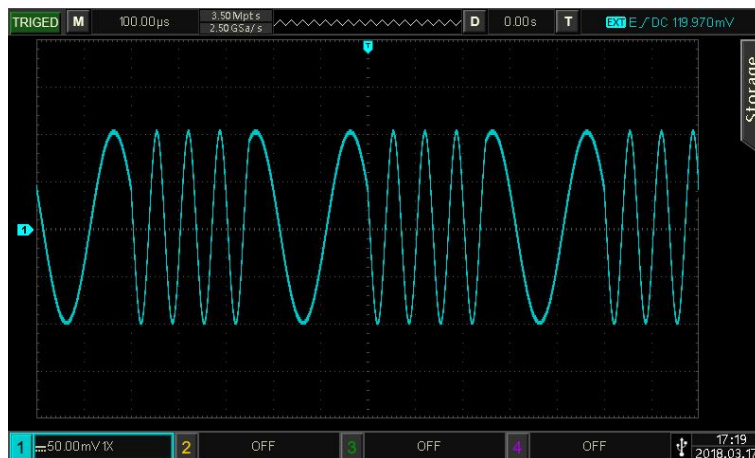 TRIGED M 100.00µs 3.50Mpts D 0.00s T EXT E DC 119.970mV
2.50GSa/s
T
Storage
1
1 50.00mV 1X 2 OFF 3 OFF 4 OFF 17:19
2018.03.17